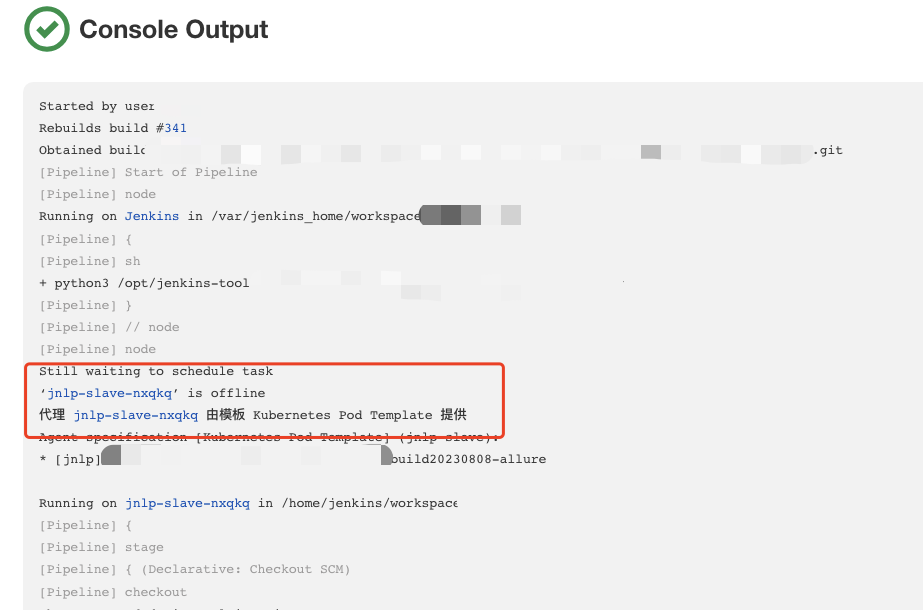 Console Output
Started by user
Rebuilds build #341
Obtained build .git
[Pipeline] Start of Pipeline
[Pipeline] node
Running on Jenkins in /var/jenkins_home/workspace
[Pipeline] {
[Pipeline] sh
+ python3 /opt/jenkins-tool
[Pipeline] }
[Pipeline] // node
[Pipeline] node
Still waiting to schedule task
‘jnlp-slave-nxqkq’ is offline
代理 jnlp-slave-nxqkq 由模板 Kubernetes Pod Template 提供
Agent specification [Kubernetes Pod Template] (jnlp-slave):
* [jnlp] build20230808-allure
Running on jnlp-slave-nxqkq in /home/jenkins/workspace
[Pipeline] {
[Pipeline] stage
[Pipeline] { (Declarative: Checkout SCM)
[Pipeline] checkout